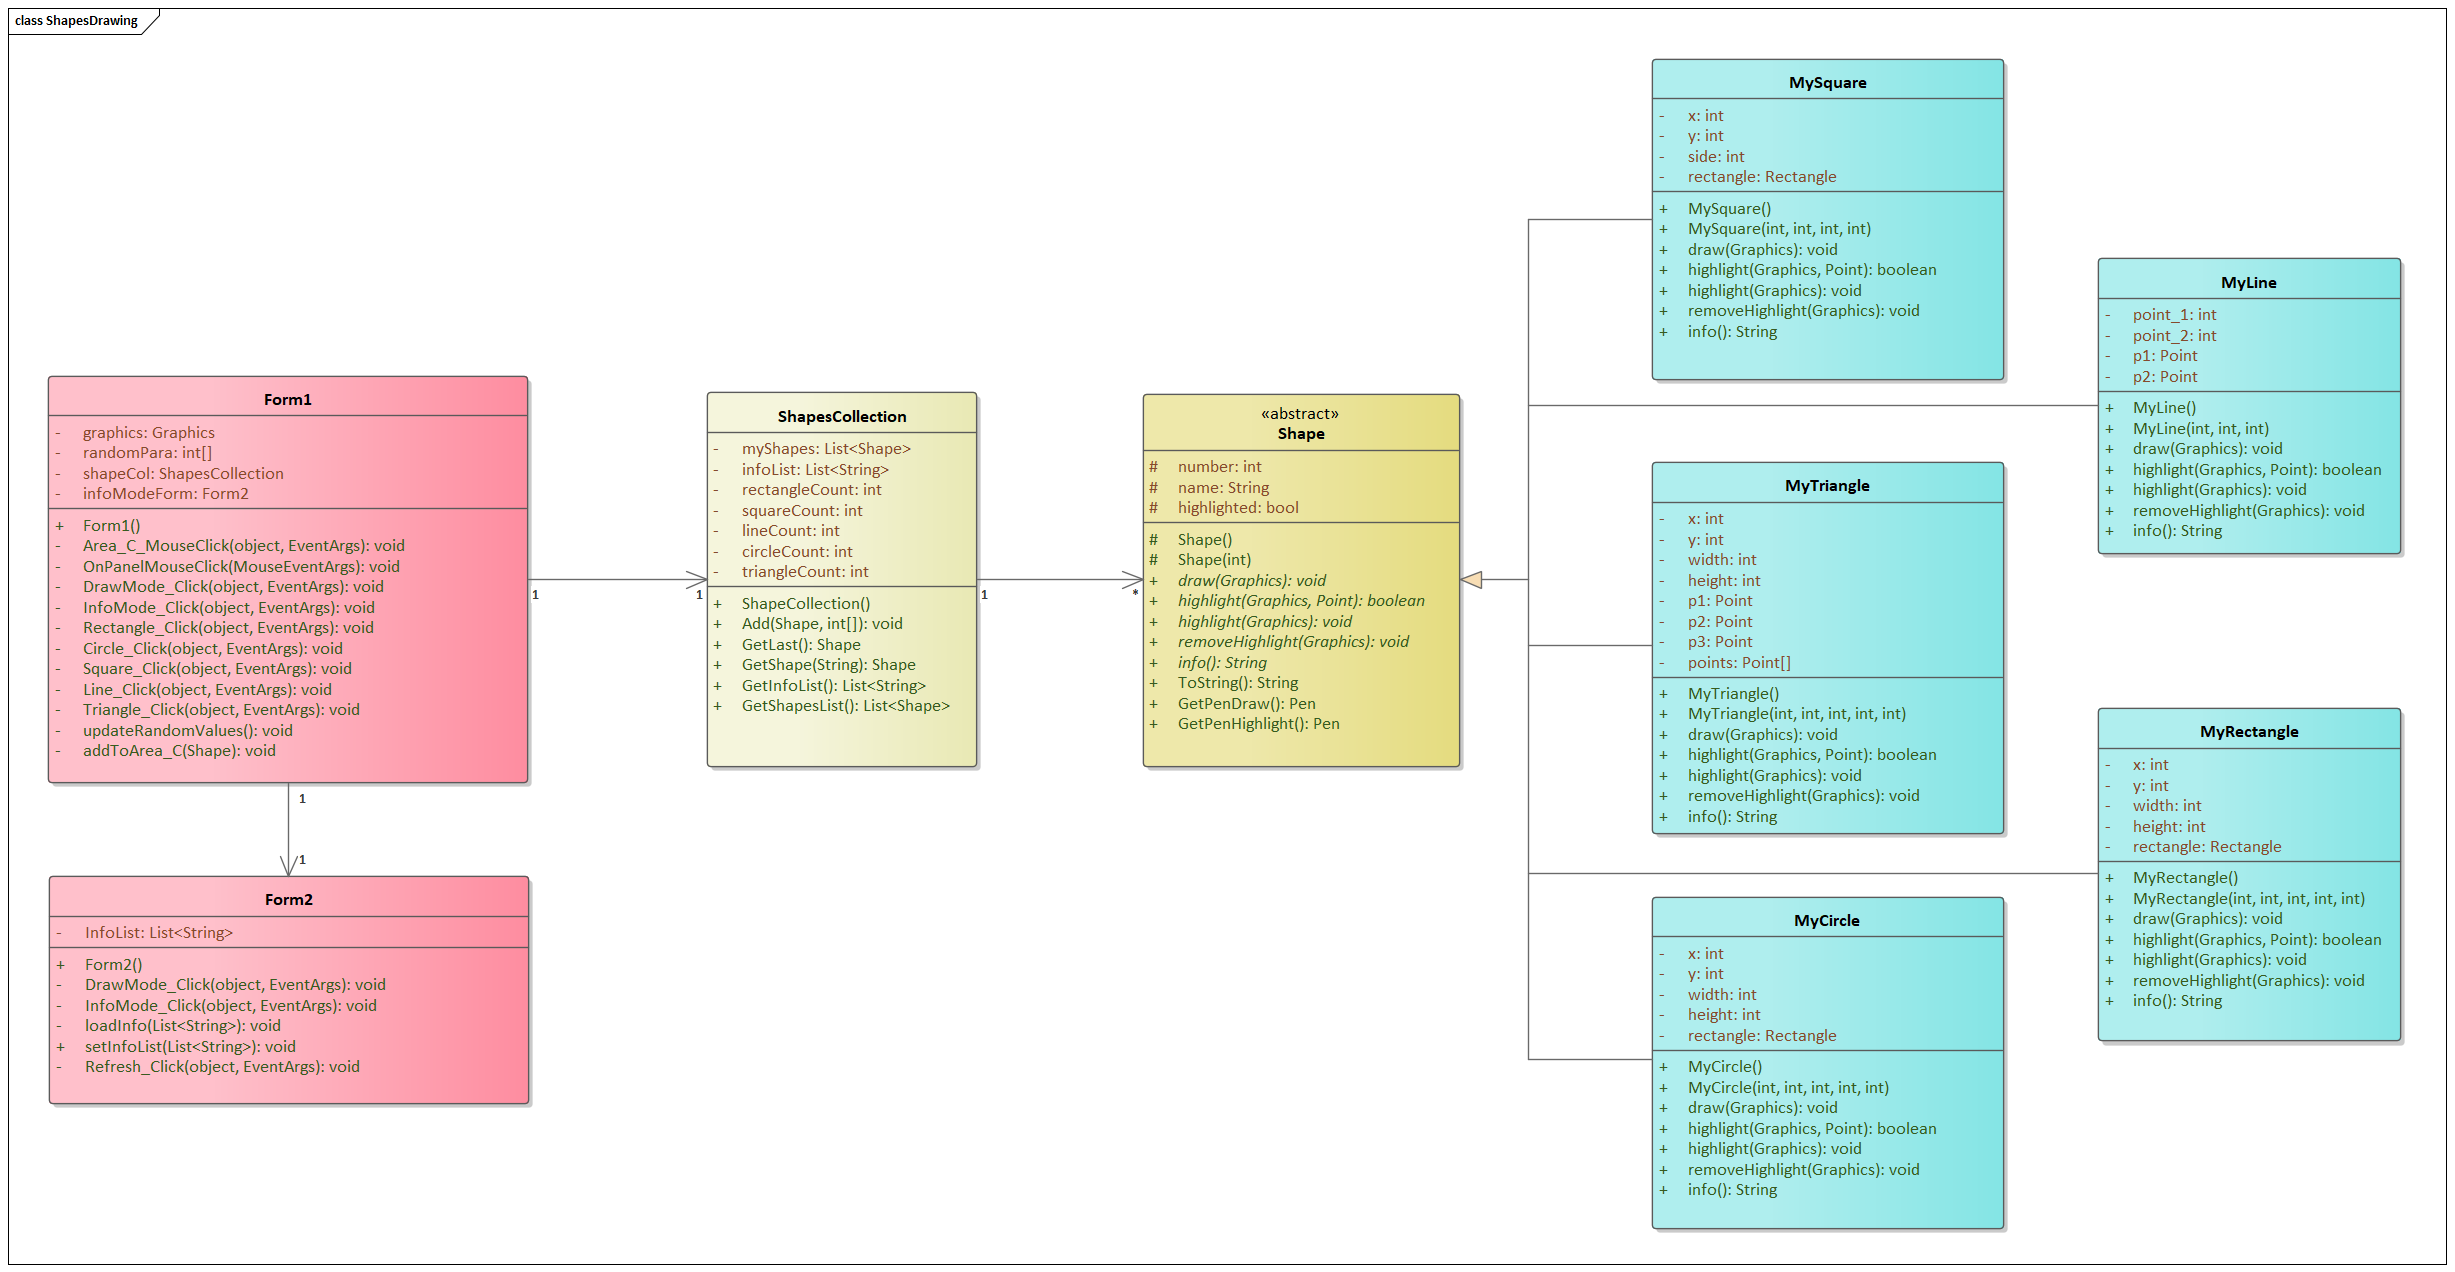 class ShapesDrawing
Form1
- graphics: Graphics
- randomPara: int[]
- shapeCol: ShapesCollection
- infoModeForm: Form2
+ Form1()
- Area_C_MouseClick(object, EventArgs): void
- OnPanelMouseClick(MouseEventArgs): void
- DrawMode_Click(object, EventArgs): void
- InfoMode_Click(object, EventArgs): void
- Rectangle_Click(object, EventArgs): void
- Circle_Click(object, EventArgs): void
- Square_Click(object, EventArgs): void
- Line_Click(object, EventArgs): void
- Triangle_Click(object, EventArgs): void
- updateRandomValues(): void
- addToArea_C(Shape): void
1
1
1
1
Form2
- InfoList: List<String>
+ Form2()
- DrawMode_Click(object, EventArgs): void
- InfoMode_Click(object, EventArgs): void
- loadInfo(List<String>): void
+ setInfoList(List<String>): void
- Refresh_Click(object, EventArgs): void
ShapesCollection
- myShapes: List<Shape>
- infoList: List<String>
- rectangleCount: int
- squareCount: int
- lineCount: int
- circleCount: int
- triangleCount: int
+ ShapeCollection()
+ Add(Shape, int[]): void
+ GetLast(): Shape
+ GetShape(String): Shape
+ GetInfoList(): List<String>
+ GetShapesList(): List<Shape>
1
*
«abstract»
Shape
# number: int
# name: String
# highlighted: bool
# Shape()
# Shape(int)
+ draw(Graphics): void
+ highlight(Graphics, Point): boolean
+ highlight(Graphics): void
+ removeHighlight(Graphics): void
+ info(): String
+ ToString(): String
+ GetPenDraw(): Pen
+ GetPenHighlight(): Pen
MySquare
- x: int
- y: int
- side: int
- rectangle: Rectangle
+ MySquare()
+ MySquare(int, int, int, int)
+ draw(Graphics): void
+ highlight(Graphics, Point): boolean
+ highlight(Graphics): void
+ removeHighlight(Graphics): void
+ info(): String
MyLine
- point_1: int
- point_2: int
- p1: Point
- p2: Point
+ MyLine()
+ MyLine(int, int, int)
+ draw(Graphics): void
+ highlight(Graphics, Point): boolean
+ highlight(Graphics): void
+ removeHighlight(Graphics): void
+ info(): String
MyTriangle
- x: int
- y: int
- width: int
- height: int
- p1: Point
- p2: Point
- p3: Point
- points: Point[]
+ MyTriangle()
+ MyTriangle(int, int, int, int, int)
+ draw(Graphics): void
+ highlight(Graphics, Point): boolean
+ highlight(Graphics): void
+ removeHighlight(Graphics): void
+ info(): String
MyRectangle
- x: int
- y: int
- width: int
- height: int
- rectangle: Rectangle
+ MyRectangle()
+ MyRectangle(int, int, int, int, int)
+ draw(Graphics): void
+ highlight(Graphics, Point): boolean
+ highlight(Graphics): void
+ removeHighlight(Graphics): void
+ info(): String
MyCircle
- x: int
- y: int
- width: int
- height: int
- rectangle: Rectangle
+ MyCircle()
+ MyCircle(int, int, int, int, int)
+ draw(Graphics): void
+ highlight(Graphics, Point): boolean
+ highlight(Graphics): void
+ removeHighlight(Graphics): void
+ info(): String